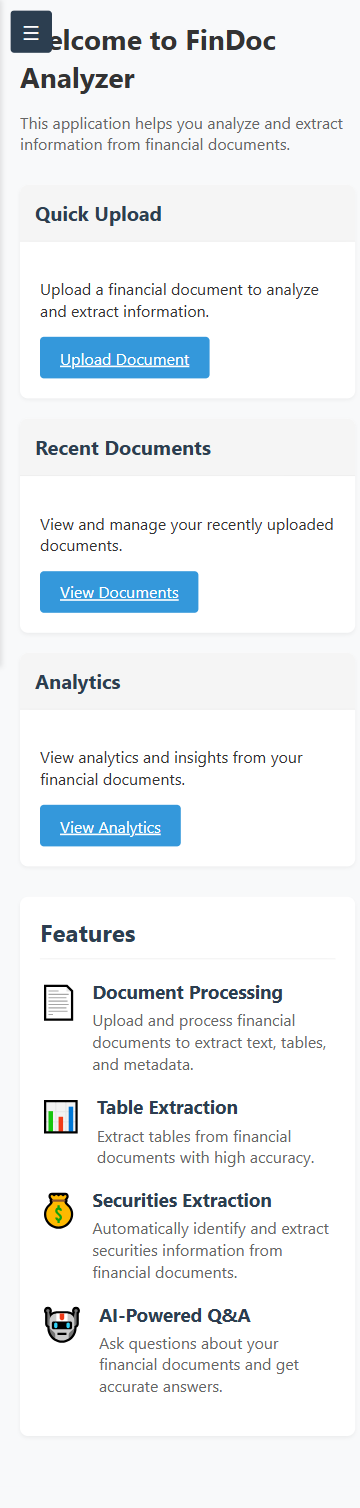 elcome to FinDoc
Analyzer
This application helps you analyze and extract
information from financial documents.
Quick Upload
Upload a financial document to analyze
and extract information.
Upload Document
Recent Documents
View and manage your recently uploaded
documents.
View Documents
Analytics
View analytics and insights from your
financial documents.
View Analytics
Features
Document Processing
Upload and process financial
documents to extract text, tables,
and metadata.
Table Extraction
Extract tables from financial
documents with high accuracy.
Securities Extraction
Automatically identify and extract
securities information from
financial documents.
AI-Powered Q&A
Ask questions about your
financial documents and get
accurate answers.